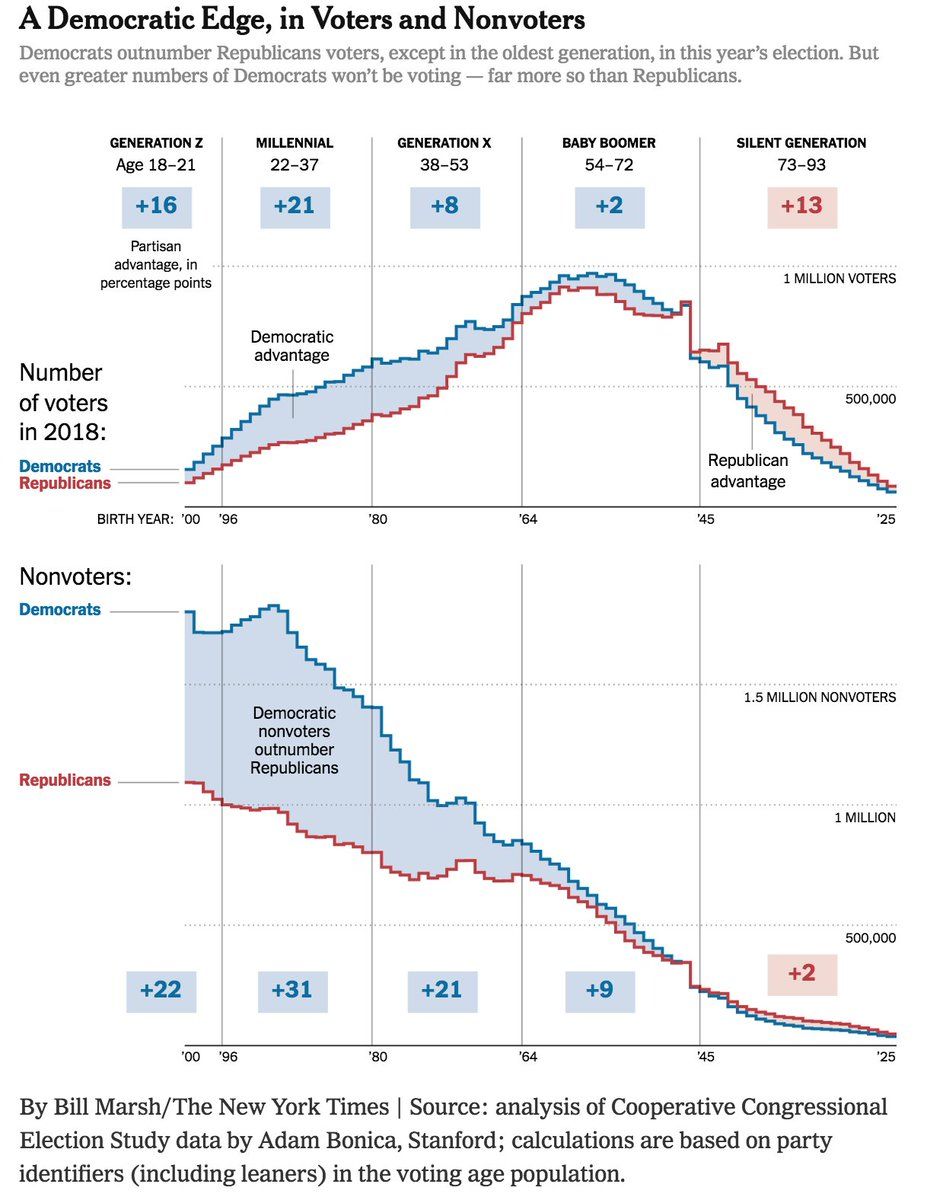 A Democratic Edge, in Voters and Nonvoters
Democrats outnumber Republicans voters, except in the oldest generation, in this year’s election. But
even greater numbers of Democrats won’t be voting — far more so than Republicans.
GENERATION Z
Age 18–21
+16
MILLENNIAL
22–37
+21
GENERATION X
38–53
+8
BABY BOOMER
54–72
+2
SILENT GENERATION
73–93
+13
Partisan
advantage, in
percentage points
1 MILLION VOTERS
Democratic
advantage
Number
of voters
in 2018:
500,000
Democrats
Republicans
Republican
advantage
BIRTH YEAR: ’00 ’96 ’80 ’64 ’45 ’25
Nonvoters:
Democrats
1.5 MILLION NONVOTERS
Democratic
nonvoters
outnumber
Republicans
Republicans
1 MILLION
500,000
+22 +31 +21 +9 +2
’00 ’96 ’80 ’64 ’45 ’25
By Bill Marsh/The New York Times | Source: analysis of Cooperative Congressional
Election Study data by Adam Bonica, Stanford; calculations are based on party
identifiers (including leaners) in the voting age population.